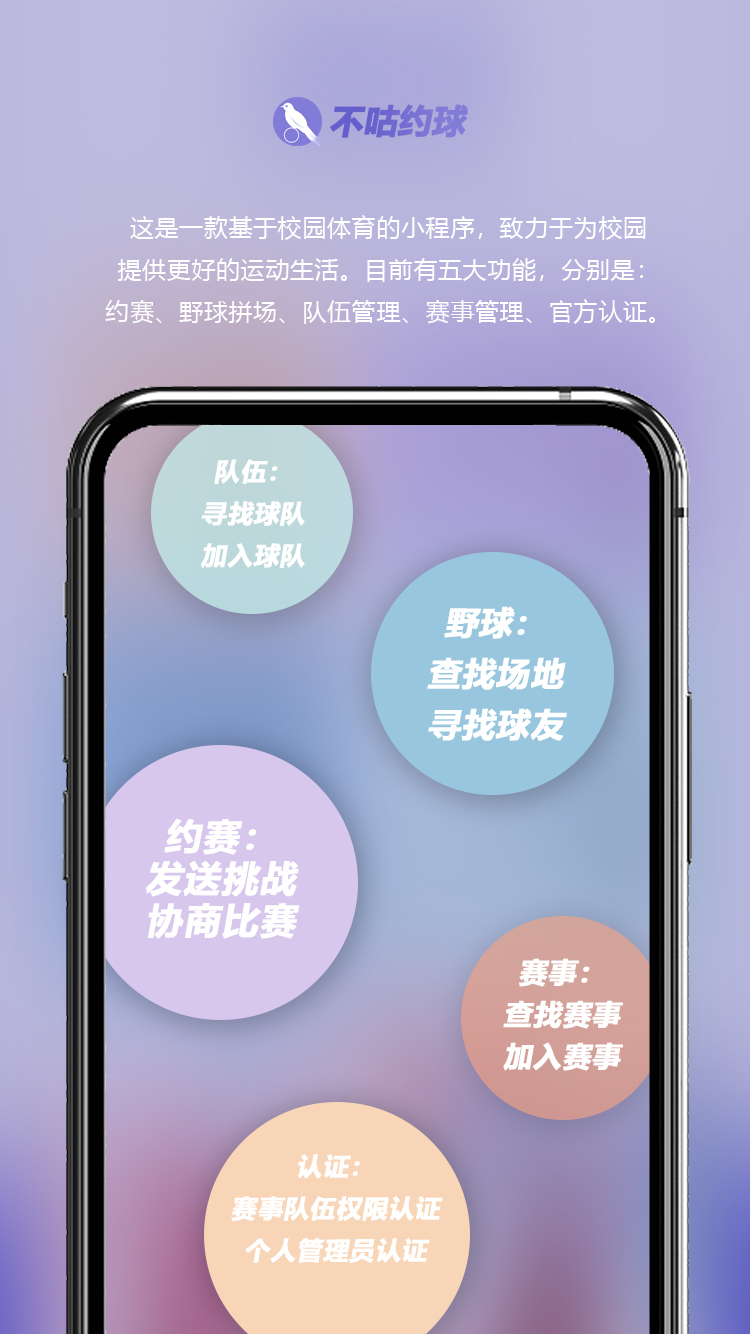 不咕约球
这是一款基于校园体育的小程序，致力于为校园
提供更好的运动生活。目前有五大功能，分别是：
约赛、野球拼场、队伍管理、赛事管理、官方认证。
队伍：
寻找球队
加入球队
野球：
查找场地
寻找球友
约赛：
发送挑战
协商比赛
赛事：
查找赛事
加入赛事
认证：
赛事队伍权限认证
个人管理员认证